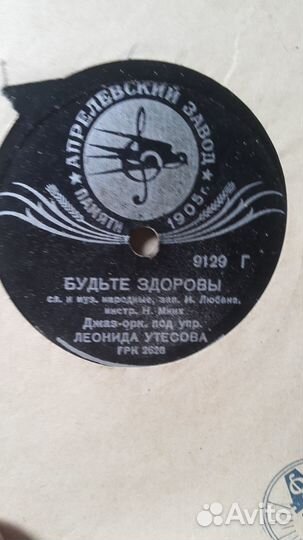 ★ АПРЕЛЕВСКИЙ ЗАВОД ★
ПАМЯТИ 1905 г.
9129 Г
БУДЬТЕ ЗДОРОВЫ
сл. и муз. народные, зап. И. Любана,
инстр. Н. Минх
Джаз-орк. под упр.
ЛЕОНИДА УТЕСОВА
ГРК 2620
Avito